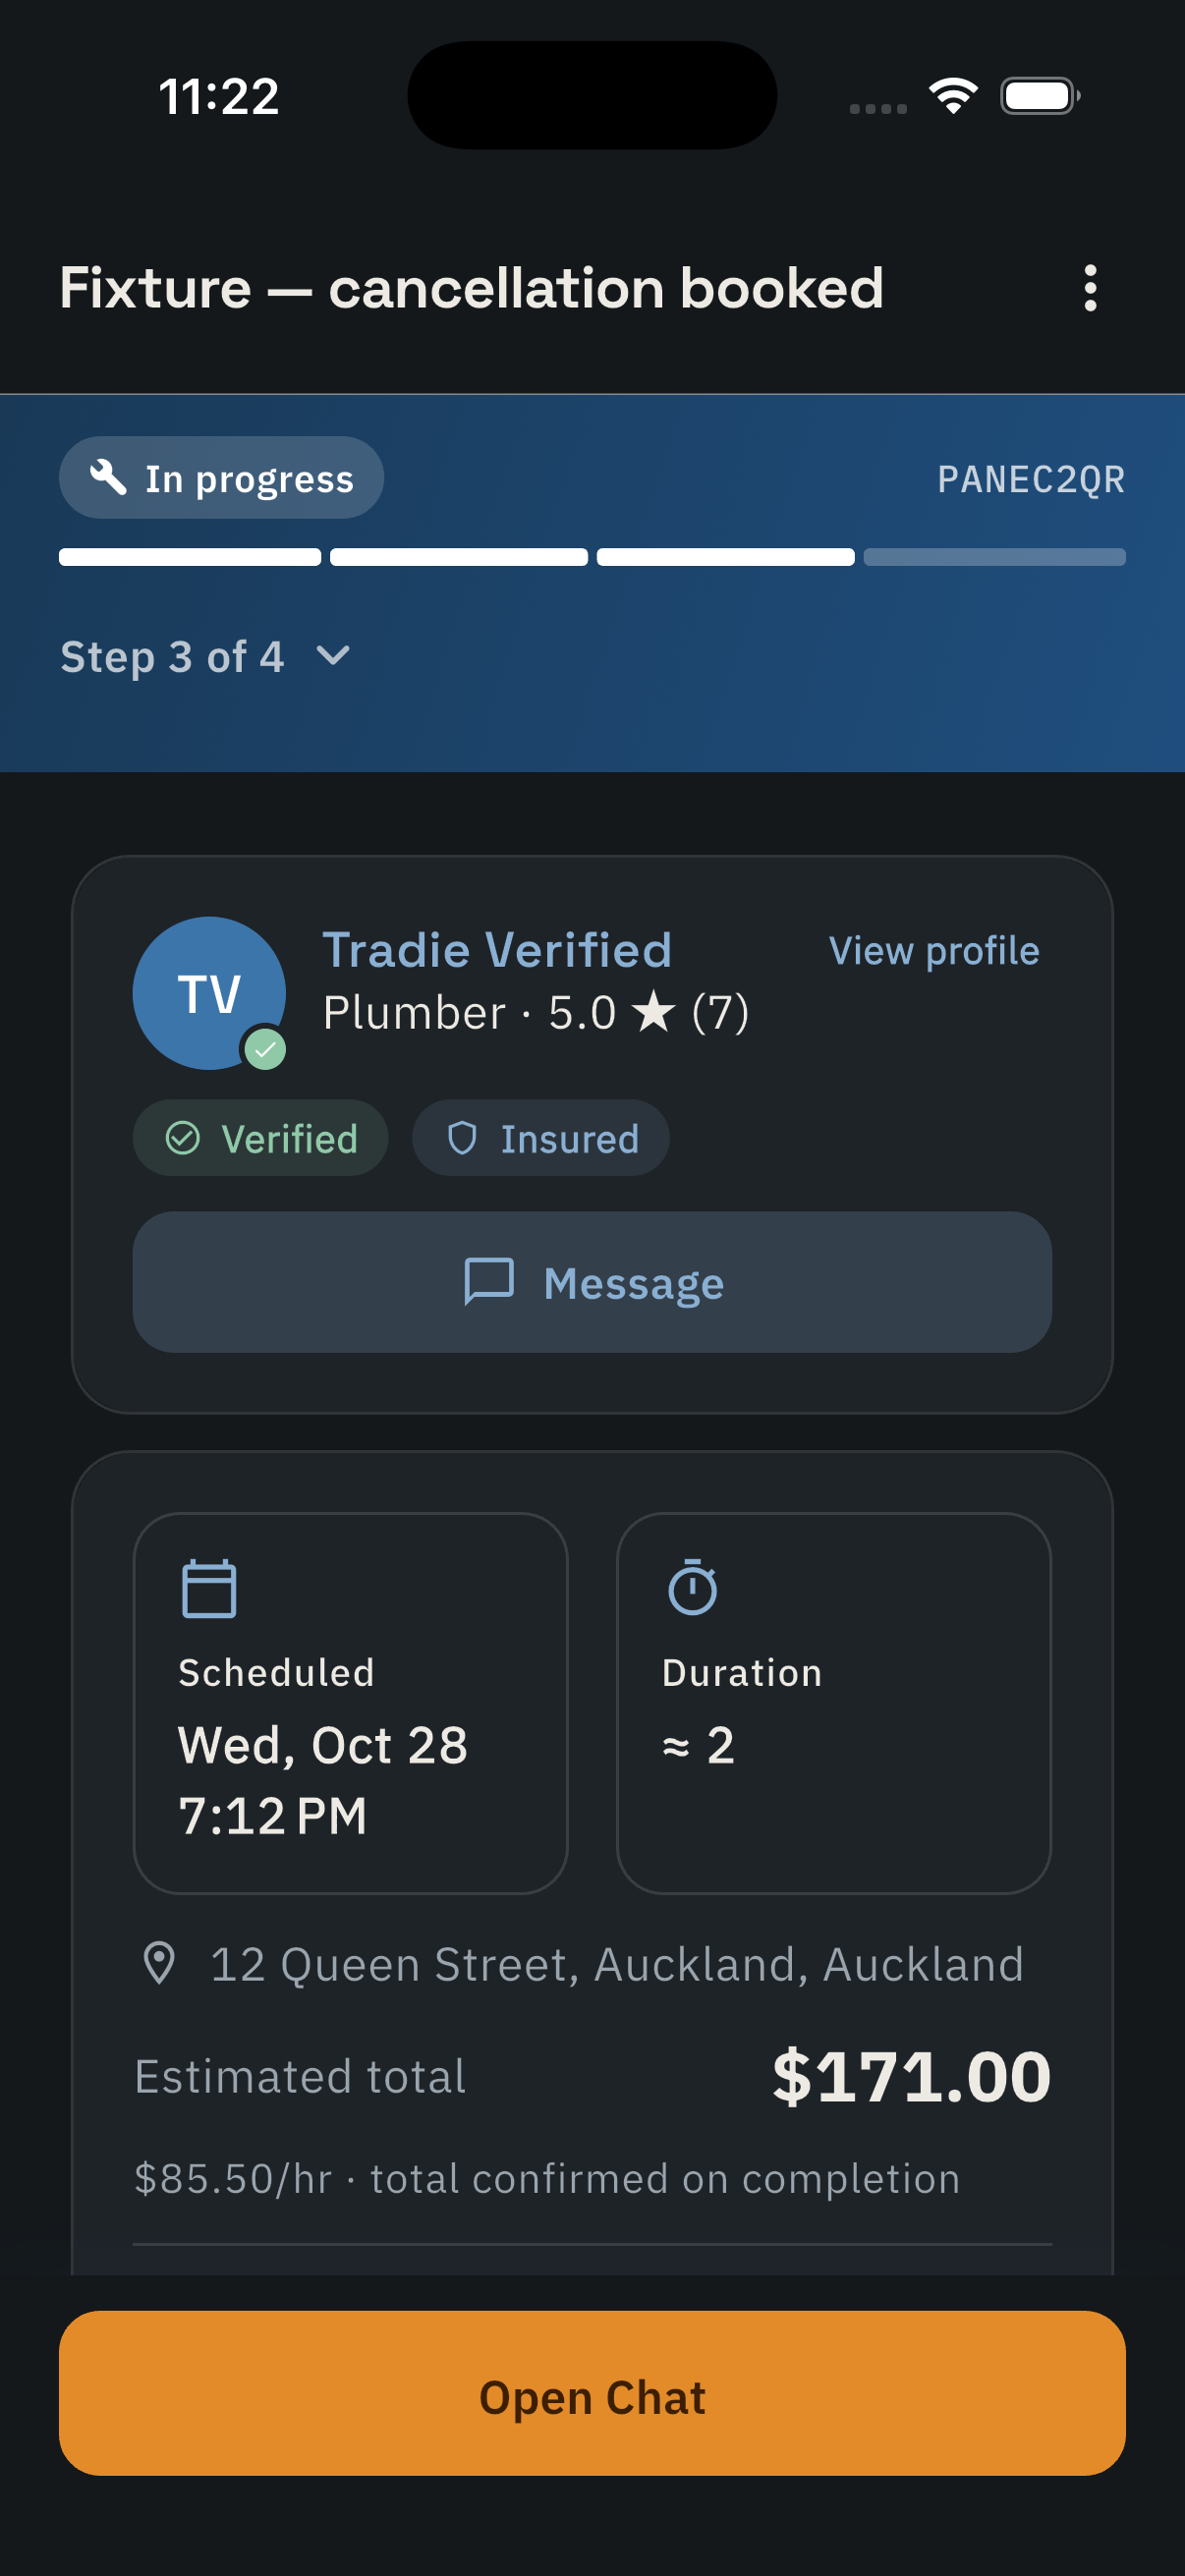 11:22
Fixture — cancellation booked
In progress
PANEC2QR
Step 3 of 4
TV
Tradie Verified
View profile
Plumber · 5.0 ★ (7)
Verified
Insured
Message
Scheduled
Wed, Oct 28
7:12 PM
Duration
≈ 2
12 Queen Street, Auckland, Auckland
Estimated total
$171.00
$85.50/hr · total confirmed on completion
Open Chat